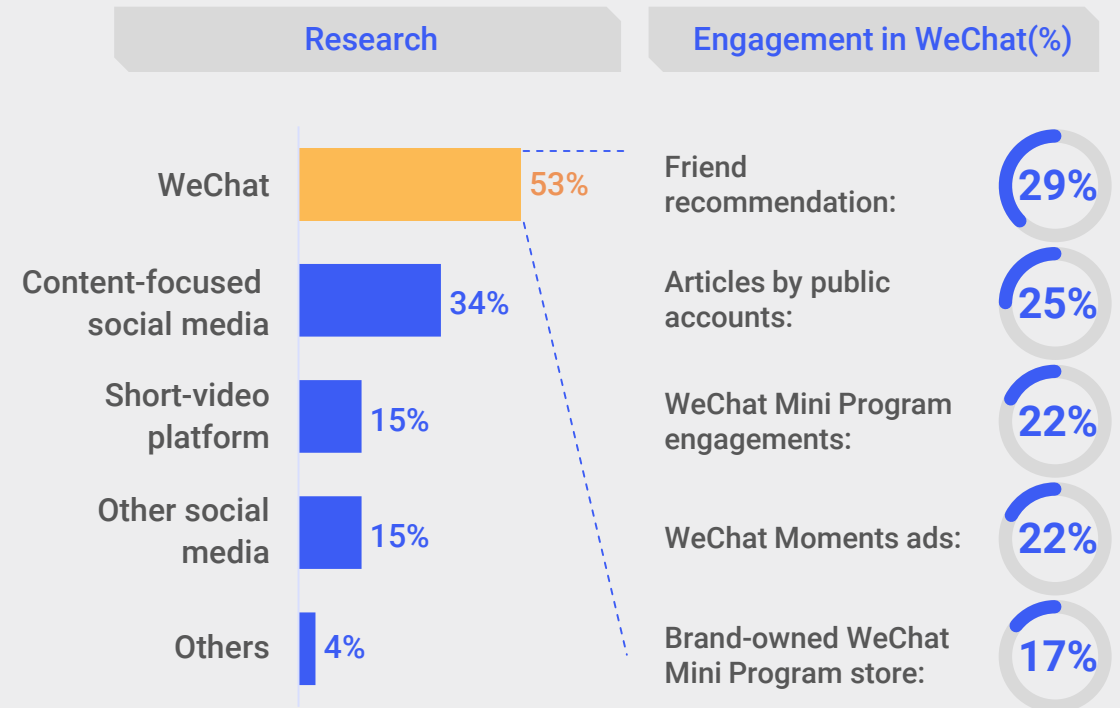 Research
WeChat
53%
Content-focused
social media
34%
Short-video
platform
15%
Other social
media
15%
Others
4%
Engagement in WeChat(%)
Friend
recommendation:
29%
Articles by public
accounts:
25%
WeChat Mini Program
engagements:
22%
WeChat Moments ads:
22%
Brand-owned WeChat
Mini Program store:
17%